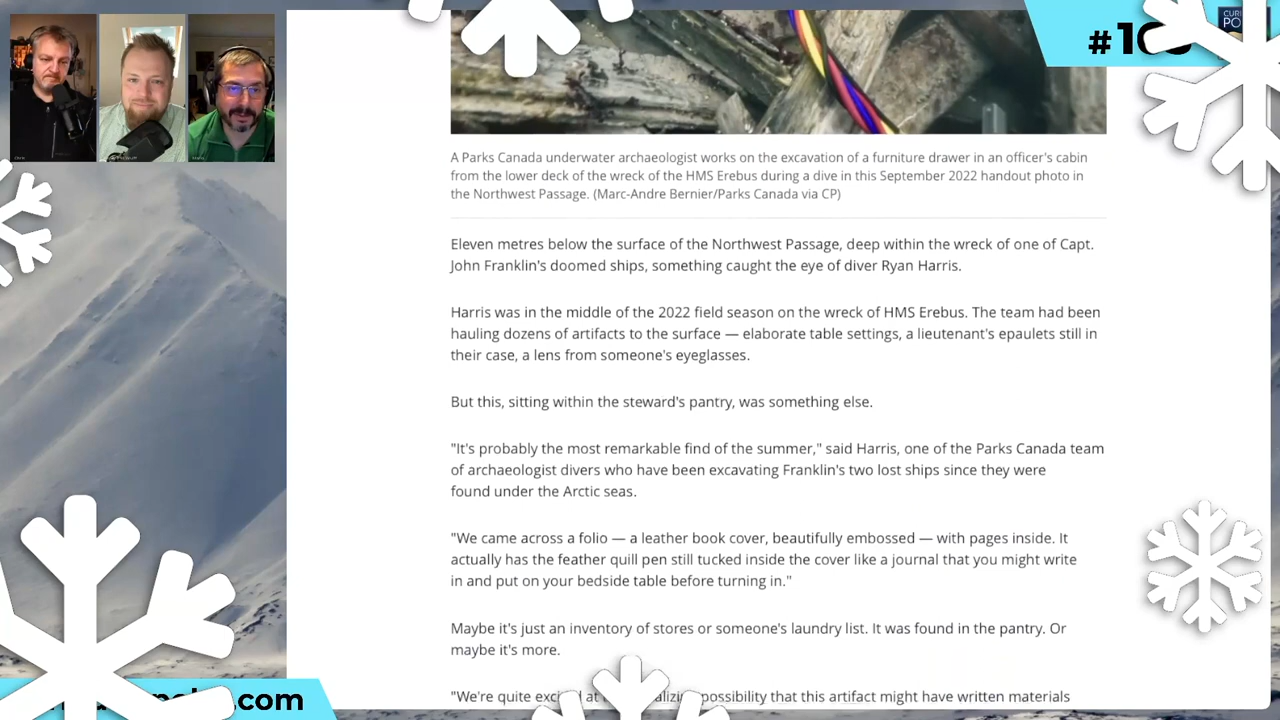 #10
CURI
PO
A Parks Canada underwater archaeologist works on the excavation of a furniture drawer in an officer's cabin
from the lower deck of the wreck of the HMS Erebus during a dive in this September 2022 handout photo in
the Northwest Passage. (Marc-Andre Bernier/Parks Canada via CP)
Eleven metres below the surface of the Northwest Passage, deep within the wreck of one of Capt.
John Franklin's doomed ships, something caught the eye of diver Ryan Harris.
Harris was in the middle of the 2022 field season on the wreck of HMS Erebus. The team had been
hauling dozens of artifacts to the surface — elaborate table settings, a lieutenant's epaulets still in
their case, a lens from someone's eyeglasses.
But this, sitting within the steward's pantry, was something else.
"It's probably the most remarkable find of the summer," said Harris, one of the Parks Canada team
of archaeologist divers who have been excavating Franklin's two lost ships since they were
found under the Arctic seas.
"We came across a folio — a leather book cover, beautifully embossed — with pages inside. It
actually has the feather quill pen still tucked inside the cover like a journal that you might write
in and put on your bedside table before turning in."
Maybe it's just an inventory of stores or someone's laundry list. It was found in the pantry. Or
maybe it's more.
"We're quite at possibility that this artifact might have written materials
.com